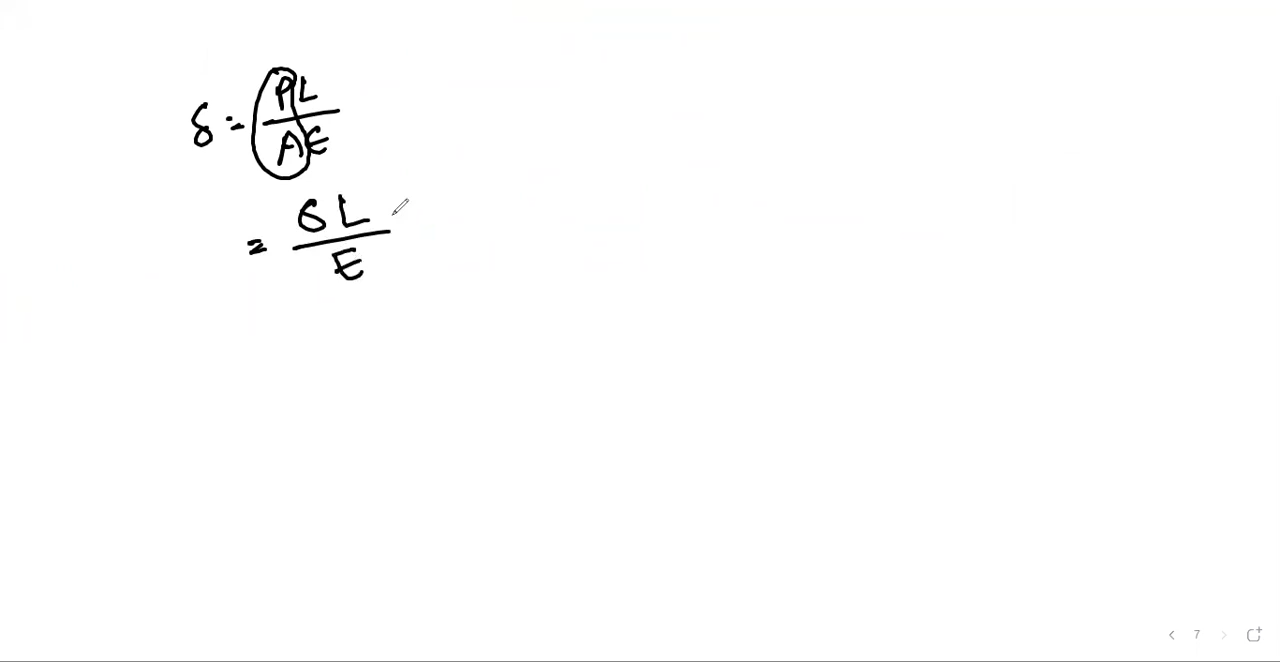 δ = PL/AE
= σL/E
7